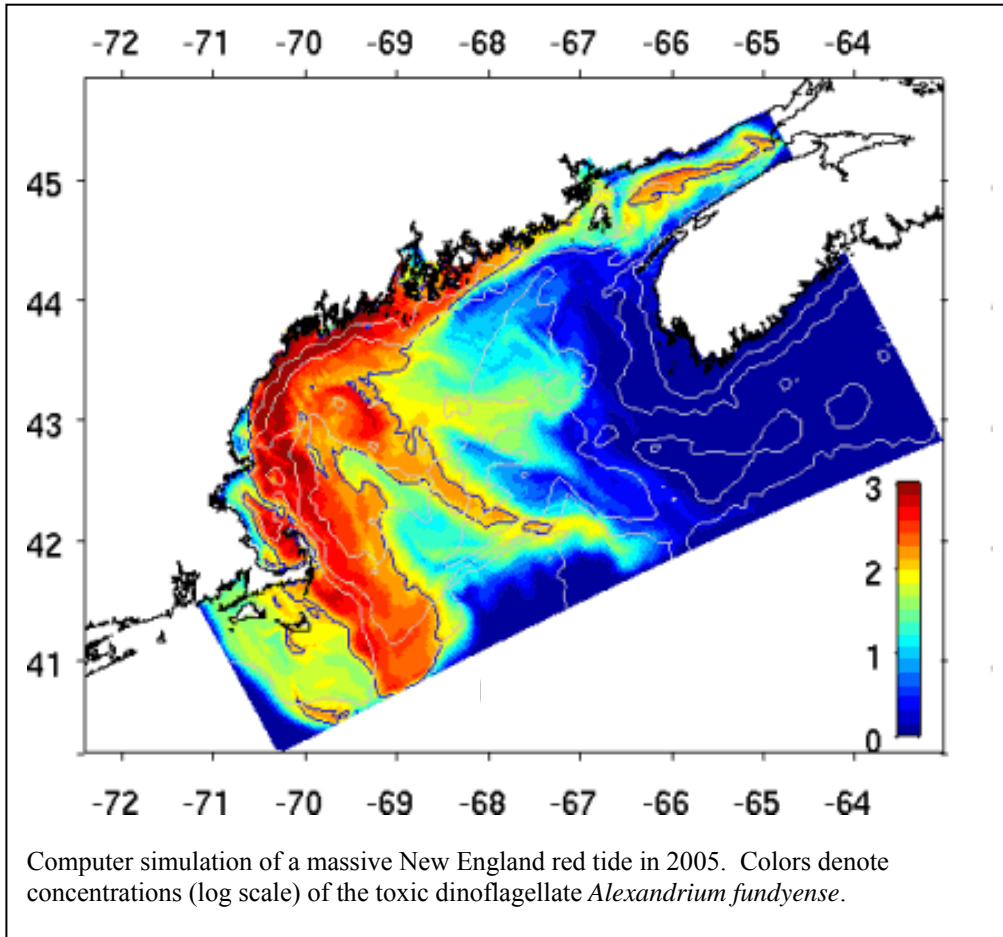 -72 -71 -70 -69 -68 -67 -66 -65 -64
45
44
43
42
41
3
2
1
0
-72 -71 -70 -69 -68 -67 -66 -65 -64
Computer simulation of a massive New England red tide in 2005. Colors denote
concentrations (log scale) of the toxic dinoflagellate Alexandrium fundyense.